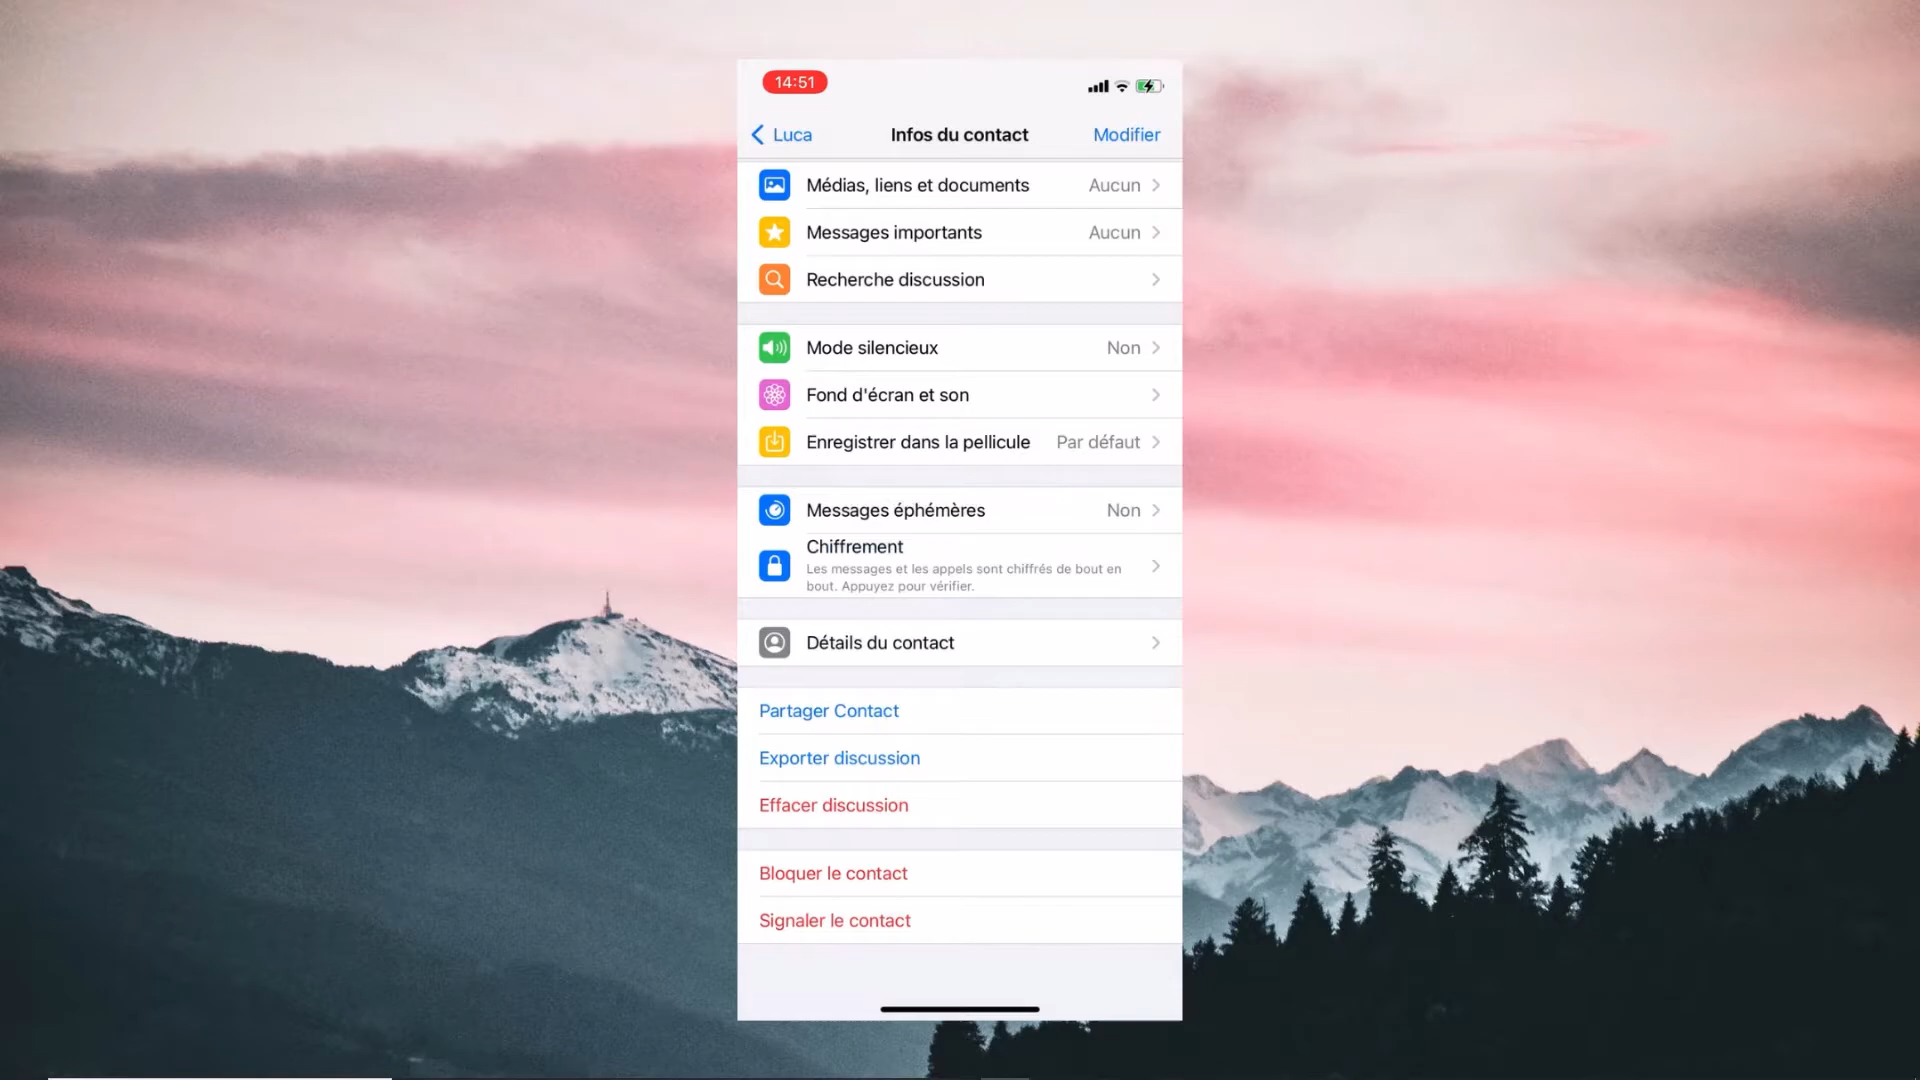 14:51
Luca
Infos du contact
Modifier
Médias, liens et documents Aucun
Messages importants Aucun
Recherche discussion
Mode silencieux Non
Fond d'écran et son
Enregistrer dans la pellicule Par défaut
Messages éphémères Non
Chiffrement
Les messages et les appels sont chiffrés de bout en
bout. Appuyez pour vérifier.
Détails du contact
Partager Contact
Exporter discussion
Effacer discussion
Bloquer le contact
Signaler le contact